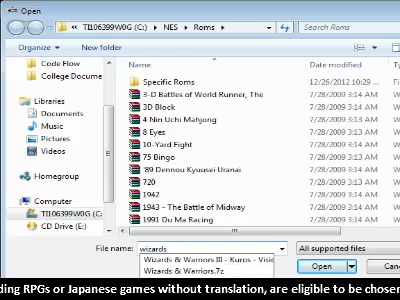 Open
« TI106399W0G (C:) ▸ NES ▸ Roms ▸
Search Roms
Organize ▾ New folder
Name Date modified
Code Flow
College Docume
Libraries
Documents
Music
Pictures
Videos
Homegroup
Computer
TI106399W0G (C:
CD Drive (E:)
Specific Roms 12/26/2012 10:29 ...
3-D Battles of World Runner, The 7/28/2009 3:14 AM
3D Block 7/28/2009 3:14 AM
4 Nin Uchi Mahjong 7/28/2009 3:13 AM
8 Eyes 7/28/2009 3:13 AM
10-Yard Fight 7/28/2009 3:14 AM
75 Bingo 7/28/2009 3:13 AM
'89 Dennou Kyuusei Uranai 7/28/2009 3:14 AM
720 7/28/2009 3:13 AM
1942 7/28/2009 3:14 AM
1943 - The Battle of Midway 7/28/2009 3:14 AM
1991 Du Ma Racing 7/28/2009 3:14 AM
File name: wizards
All supported files
Wizards & Warriors III - Kuros - Visio
Wizards & Warriors.7z
Open Canc
ding RPGs or Japanese games without translation, are eligible to be chosen